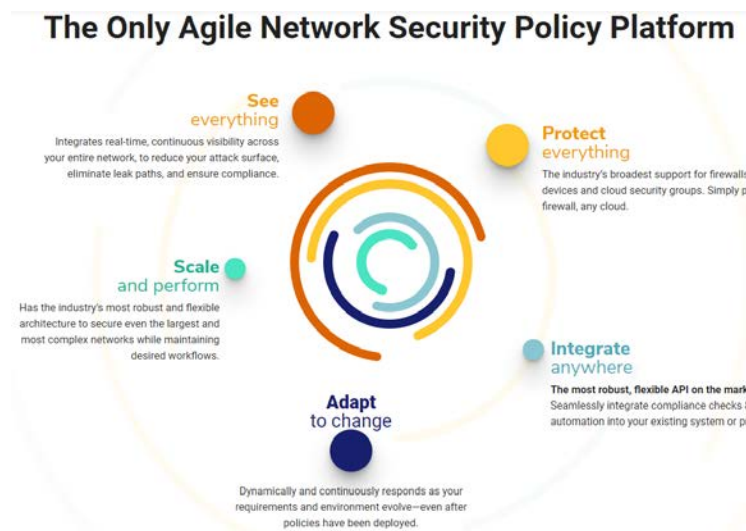 The Only Agile Network Security Policy Platform
See
everything
Integrates real-time, continuous visibility across
your entire network, to reduce your attack surface,
eliminate leak paths, and ensure compliance.
Protect
everything
The industry's broadest support for firewalls
devices and cloud security groups. Simply
firewall, any cloud.
Scale
and perform
Has the industry's most robust and flexible
architecture to secure even the largest and
most complex networks while maintaining
desired workflows.
Integrate
anywhere
The most robust, flexible API on the
Seamlessly integrate compliance checks
automation into your existing system or
Adapt
to change
Dynamically and continuously responds as your
requirements and environment evolve—even after
policies have been deployed.